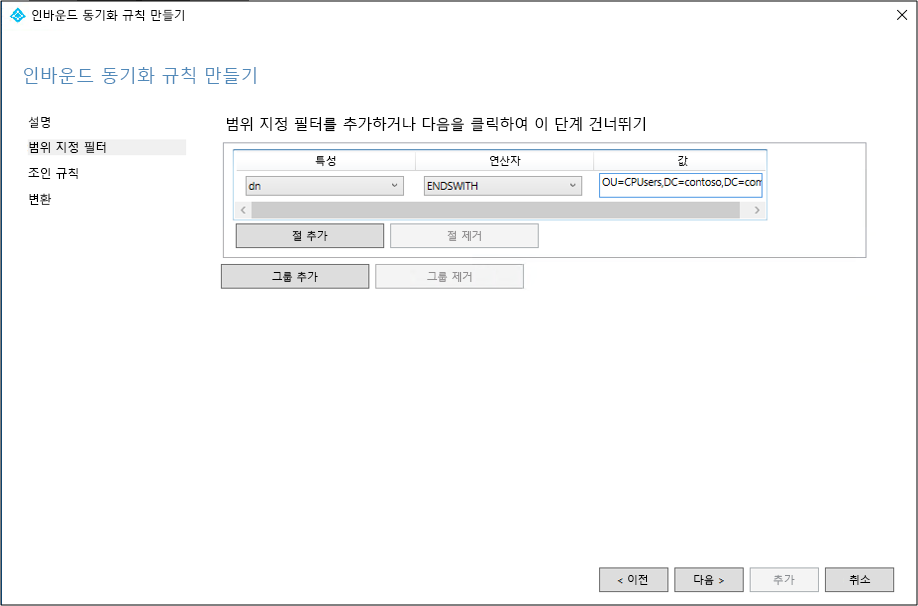 인바운드 동기화 규칙 만들기
인바운드 동기화 규칙 만들기
설명
범위 지정 필터
조인 규칙
변환
범위 지정 필터를 추가하거나 다음을 클릭하여 이 단계 건너뛰기
특성 연산자 값
dn ENDSWITH OU=CPUsers,DC=contoso,DC=com
절 추가 절 제거
그룹 추가 그룹 제거
< 이전 다음 > 추가 취소